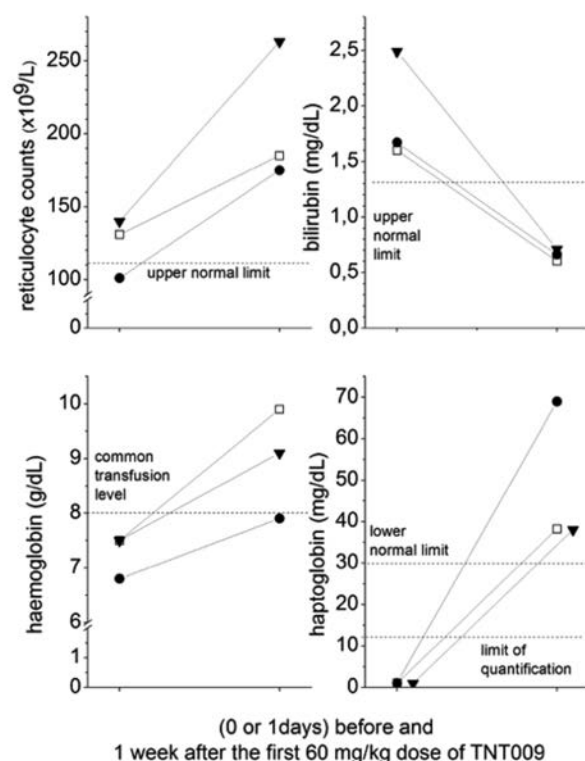 reticulocyte counts (x10⁹/L)
250
200
150
100
0
upper normal limit
bilirubin (mg/dL)
2,5
2,0
1,5
1,0
0,5
0,0
upper
normal
limit
haemoglobin (g/dL)
10
9
8
7
6
1
0
common
transfusion
level
haptoglobin (mg/dL)
70
60
50
40
30
20
10
0
lower
normal limit
limit of
quantification
(0 or 1days) before and
1 week after the first 60 mg/kg dose of TNT009